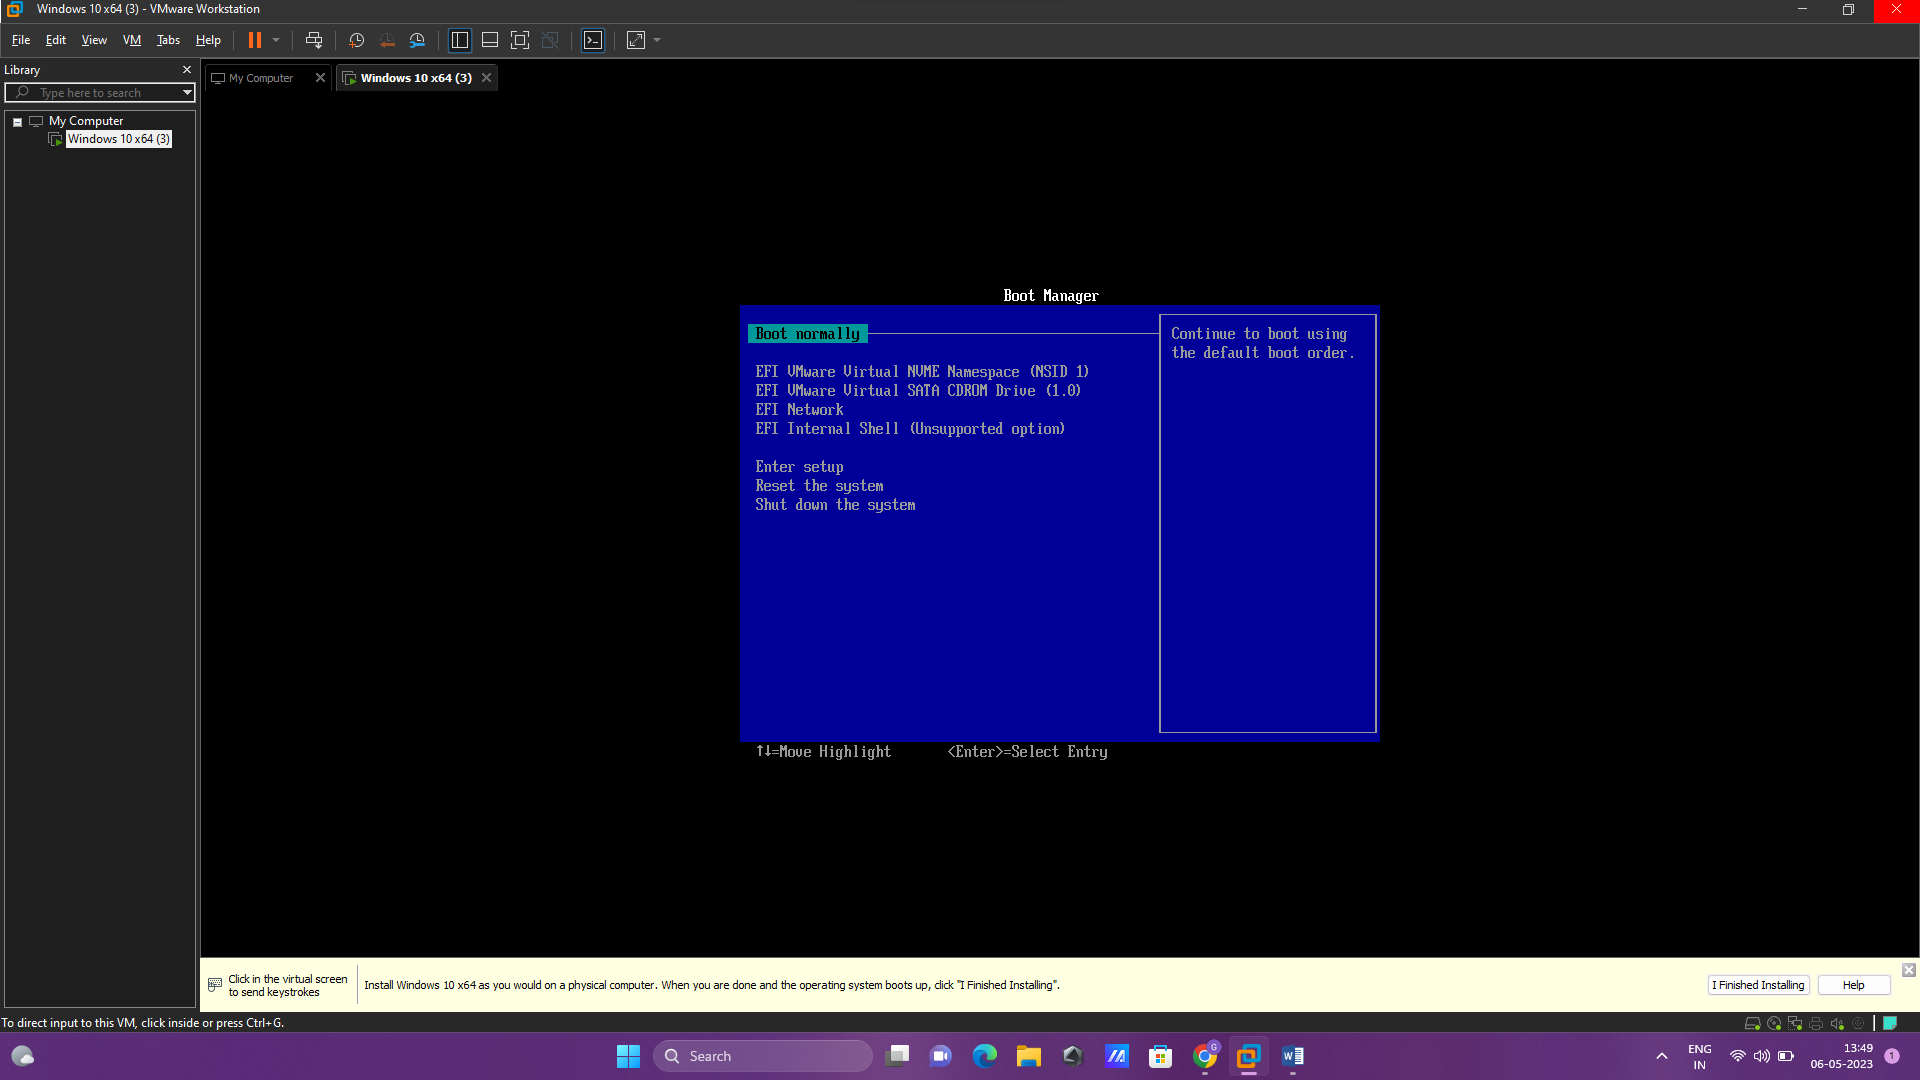 Windows 10 x64 (3) - VMware Workstation
File Edit View VM Tabs Help
Library
Type here to search
My Computer
Windows 10 x64 (3)
My Computer
Windows 10 x64 (3)
Boot Manager
Boot normally
EFI VMware Virtual NVME Namespace (NSID 1)
EFI VMware Virtual SATA CDROM Drive (1.0)
EFI Network
EFI Internal Shell (Unsupported option)
Enter setup
Reset the system
Shut down the system
Continue to boot using
the default boot order.
↑↓=Move Highlight <Enter>=Select Entry
Click in the virtual screen
to send keystrokes
Install Windows 10 x64 as you would on a physical computer. When you are done and the operating system boots up, click "I Finished Installing".
I Finished Installing
Help
To direct input to this VM, click inside or press Ctrl+G.
Search
G
ENG
IN
13:49
06-05-2023
1